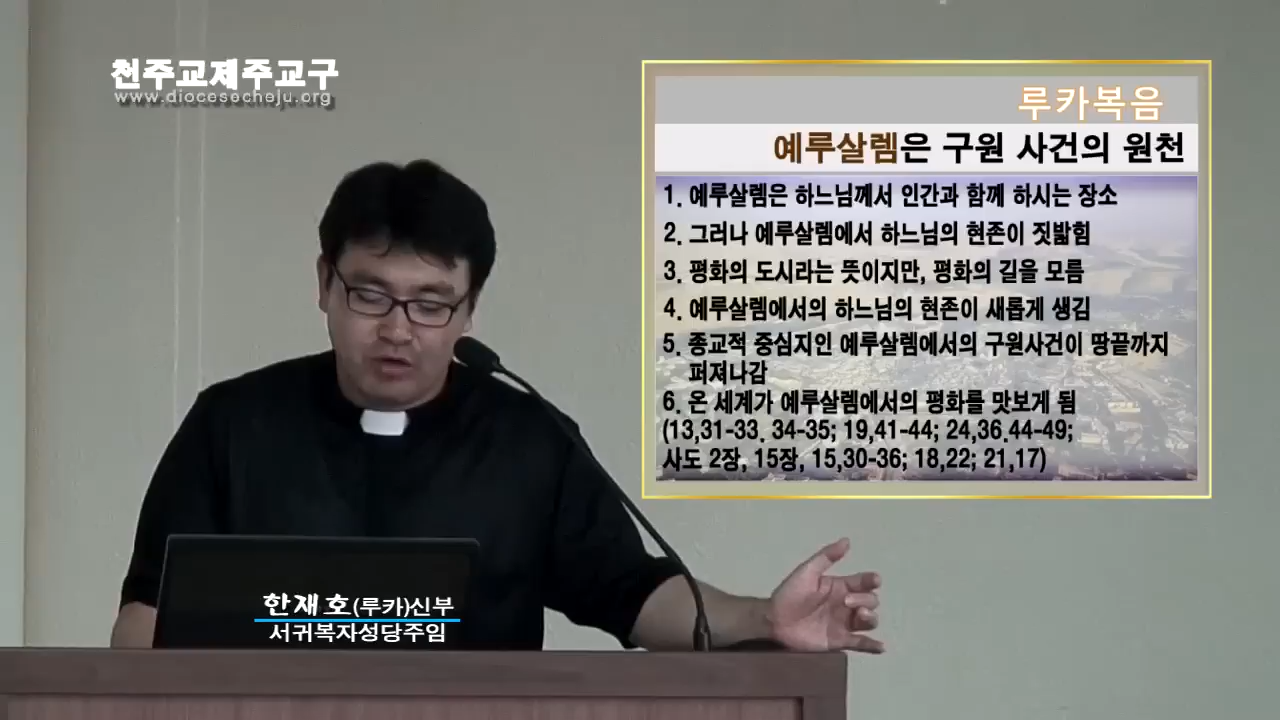 천주교제주교구
www.diocesecheju.org
루카복음
예루살렘은 구원 사건의 원천
1. 예루살렘은 하느님께서 인간과 함께 하시는 장소
2. 그러나 예루살렘에서 하느님의 현존이 짓밟힘
3. 평화의 도시라는 뜻이지만, 평화의 길을 모름
4. 예루살렘에서의 하느님의 현존이 새롭게 생김
5. 종교적 중심지인 예루살렘에서의 구원사건이 땅끝까지
퍼져나감
6. 온 세계가 예루살렘에서의 평화를 맛보게 됨
(13,31-33. 34-35; 19,41-44; 24,36.44-49;
사도 2장, 15장, 15,30-36; 18,22; 21,17)
한재호(루카)신부
서귀복자성당주임